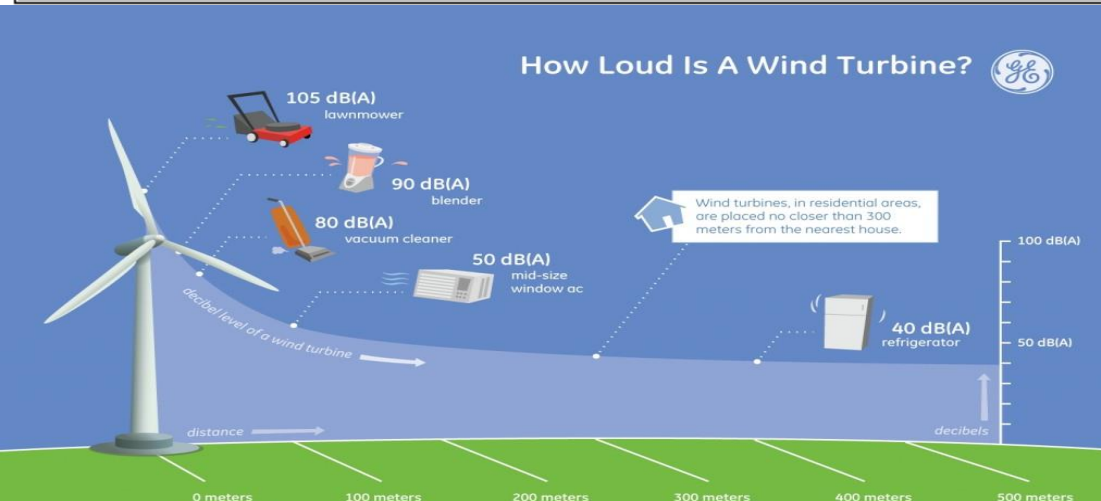 How Loud Is A Wind Turbine?
GE
105 dB(A)
lawnmower
90 dB(A)
blender
80 dB(A)
vacuum cleaner
50 dB(A)
mid-size
window ac
Wind turbines, in residential areas,
are placed no closer than 300
meters from the nearest house.
100 dB(A)
40 dB(A)
refrigerator
50 dB(A)
decibel level of a wind turbine
distance
decibels
0 meters
100 meters
200 meters
300 meters
400 meters
500 meters